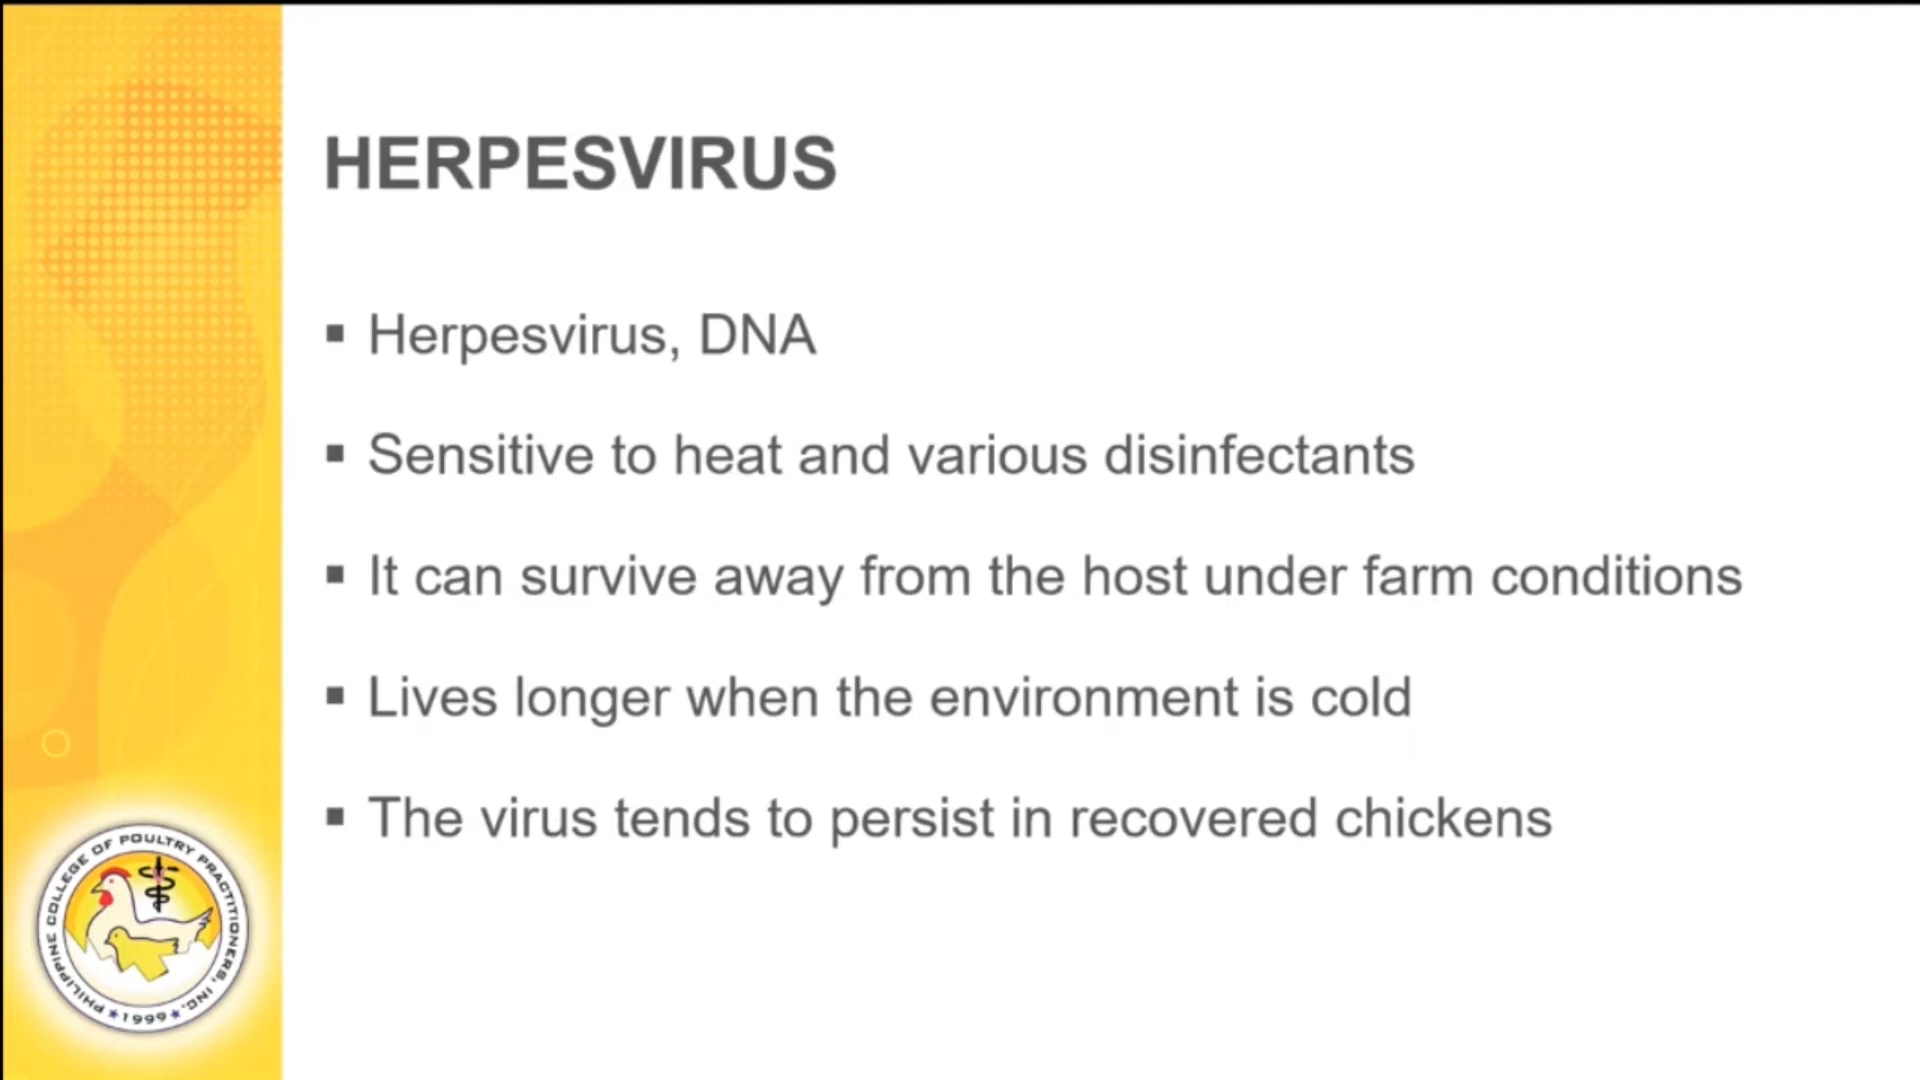 HERPESVIRUS
▪ Herpesvirus, DNA
▪ Sensitive to heat and various disinfectants
▪ It can survive away from the host under farm conditions
▪ Lives longer when the environment is cold
▪ The virus tends to persist in recovered chickens
PHILIPPINE COLLEGE OF POULTRY PRACTITIONERS, INC.
★1999★